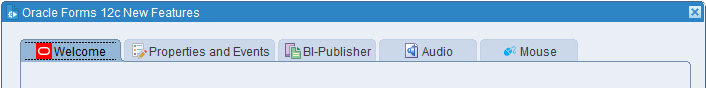 Oracle Forms 12c New Features
Welcome Properties and Events BI-Publisher Audio Mouse